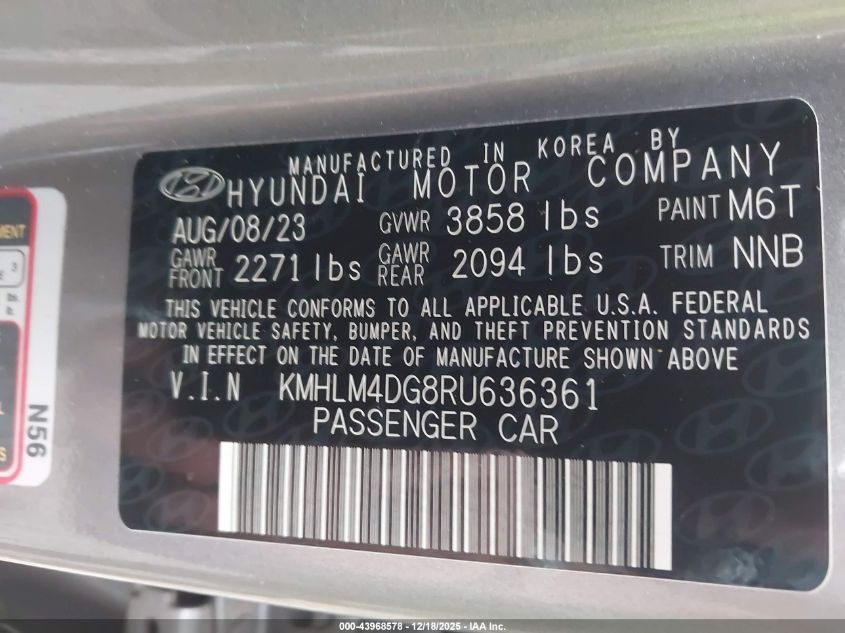 MANUFACTURED IN KOREA BY
HYUNDAI MOTOR COMPANY
AUG/08/23 GVWR 3858 lbs PAINT M6T
GAWR FRONT 2271 lbs GAWR REAR 2094 lbs TRIM NNB
THIS VEHICLE CONFORMS TO ALL APPLICABLE U.S.A. FEDERAL
MOTOR VEHICLE SAFETY, BUMPER, AND THEFT PREVENTION STANDARDS
IN EFFECT ON THE DATE OF MANUFACTURE SHOWN ABOVE
V.I.N KMHLM4DG8RU636361
PASSENGER CAR
N56
3
000-43968578 | 12/18/2025 - IAA Inc.